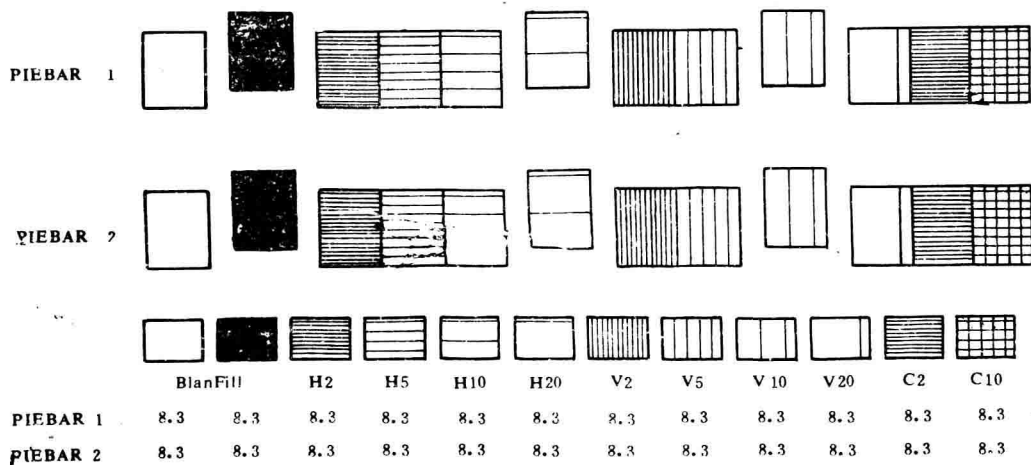 PIEBAR 1
PIEBAR 2
BlanFill H2 H5 H10 H20 V2 V5 V10 V20 C2 C10
PIEBAR 1 8.3 8.3 8.3 8.3 8.3 8.3 8.3 8.3 8.3 8.3 8.3 8.3
PIEBAR 2 8.3 8.3 8.3 8.3 8.3 8.3 8.3 8.3 8.3 8.3 8.3 8.3